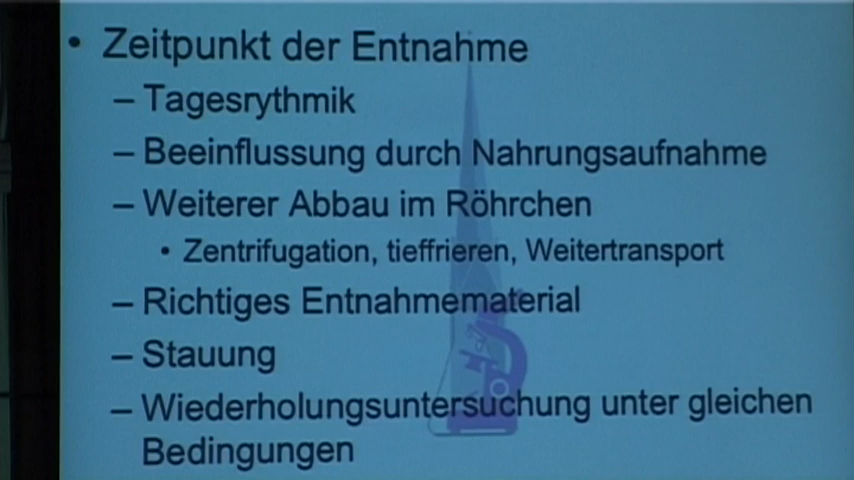 • Zeitpunkt der Entnahme
– Tagesrythmik
– Beeinflussung durch Nahrungsaufnahme
– Weiterer Abbau im Röhrchen
• Zentrifugation, tieffrieren, Weitertransport
– Richtiges Entnahmematerial
– Stauung
– Wiederholungsuntersuchung unter gleichen
Bedingungen